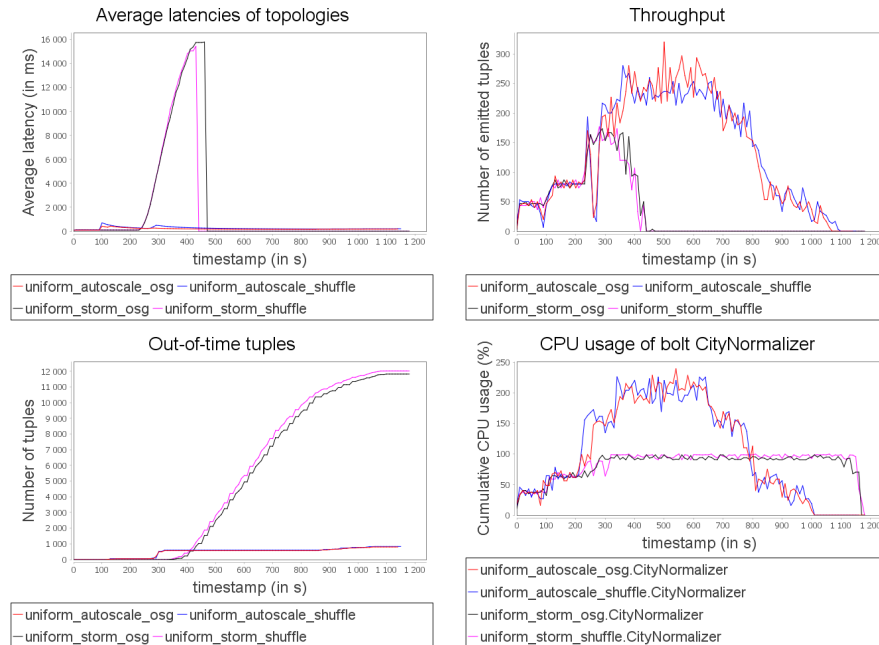 Average latencies of topologies
Average latency (in ms)
16 000
14 000
12 000
10 000
8 000
6 000
4 000
2 000
0
0 100 200 300 400 500 600 700 800 900 1 000 1 100 1 200
timestamp (in s)
uniform_autoscale_osg uniform_autoscale_shuffle
uniform_storm_osg uniform_storm_shuffle
Throughput
Number of emitted tuples
300
250
200
150
100
50
0
0 100 200 300 400 500 600 700 800 900 1 000 1 100 1 200
timestamp (in s)
uniform_autoscale_osg uniform_autoscale_shuffle
uniform_storm_osg uniform_storm_shuffle
Out-of-time tuples
Number of tuples
12 000
11 000
10 000
9 000
8 000
7 000
6 000
5 000
4 000
3 000
2 000
1 000
0
0 100 200 300 400 500 600 700 800 900 1 000 1 100 1 200
timestamp (in s)
uniform_autoscale_osg uniform_autoscale_shuffle
uniform_storm_osg uniform_storm_shuffle
CPU usage of bolt CityNormalizer
Cumulative CPU usage (%)
250
200
150
100
50
0
0 100 200 300 400 500 600 700 800 900 1 000 1 100 1 200
timestamp (in s)
uniform_autoscale_osg.CityNormalizer
uniform_autoscale_shuffle.CityNormalizer
uniform_storm_osg.CityNormalizer
uniform_storm_shuffle.CityNormalizer